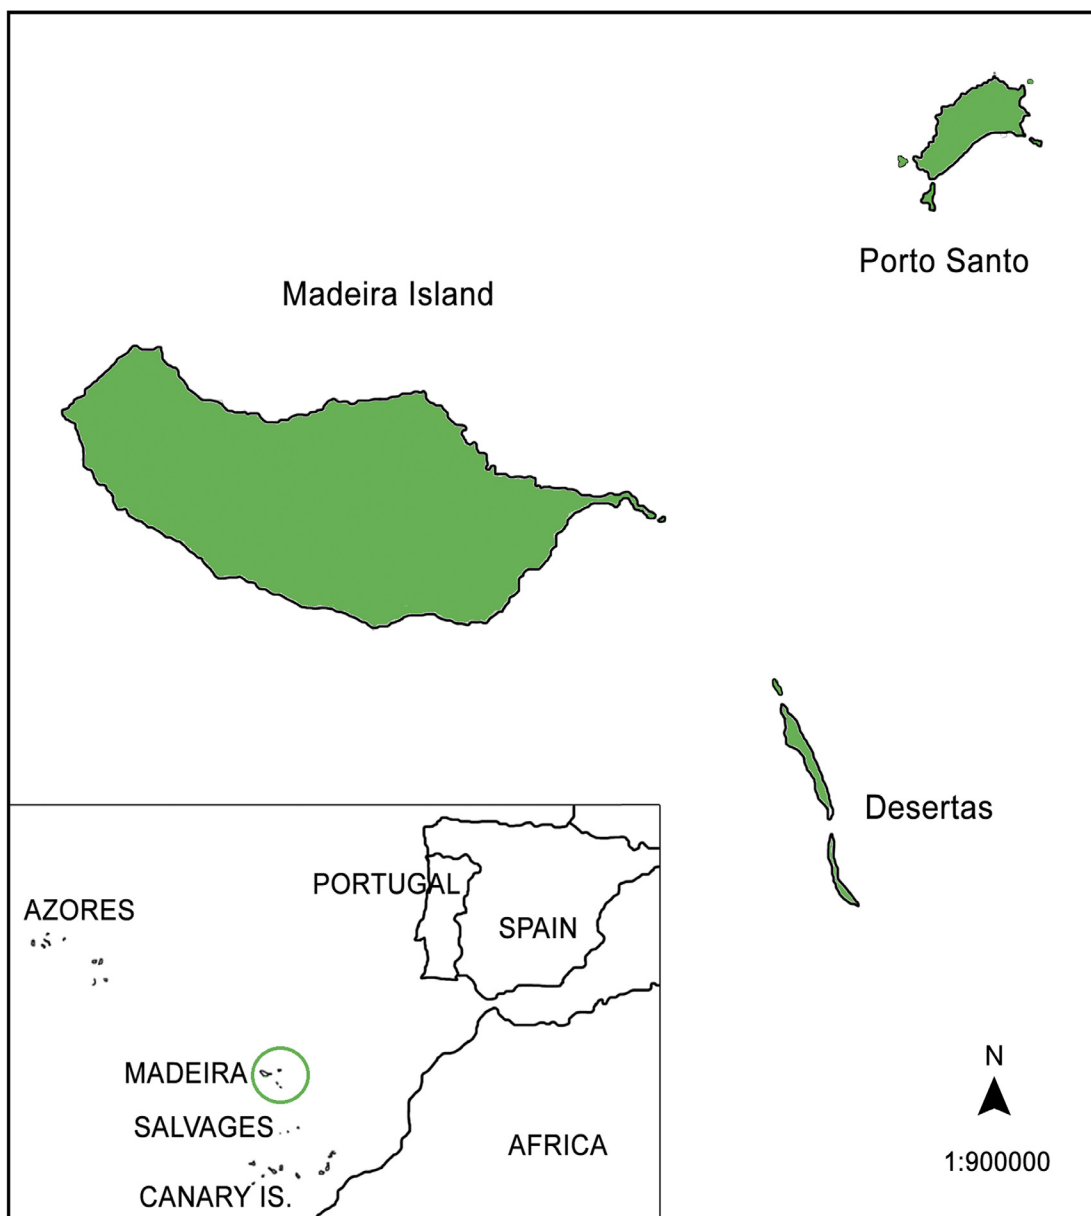 Porto Santo
Madeira Island
Desertas
PORTUGAL
AZORES
SPAIN
MADEIRA
SALVAGES
AFRICA
CANARY IS.
N
1:900000